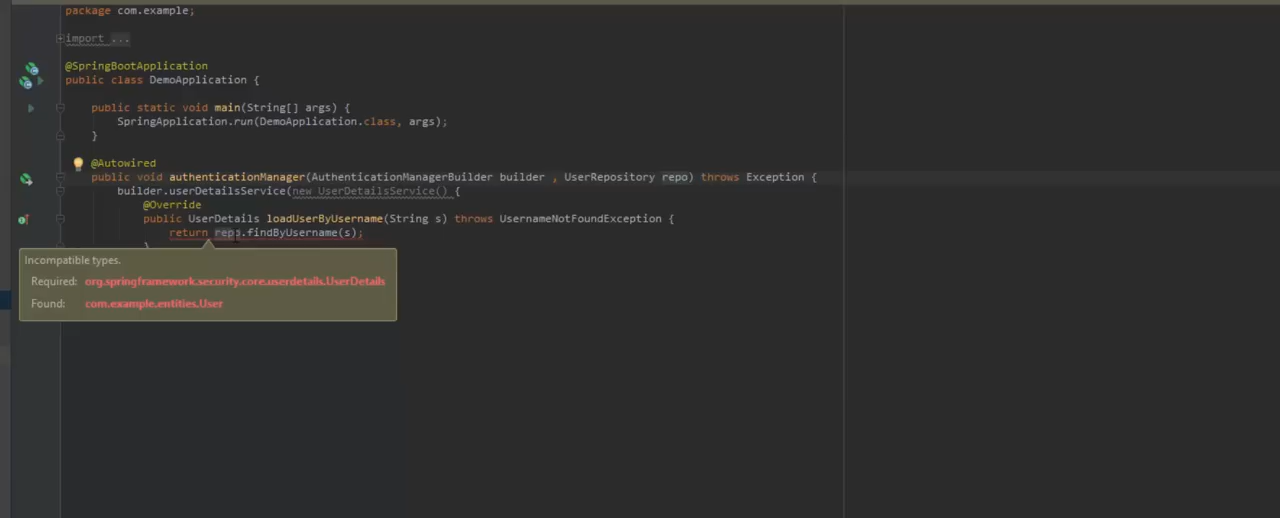 package com.example;
import ...
@SpringBootApplication
public class DemoApplication {
public static void main(String[] args) {
SpringApplication.run(DemoApplication.class, args);
}
@Autowired
public void authenticationManager(AuthenticationManagerBuilder builder , UserRepository repo) throws Exception {
builder.userDetailsService(new UserDetailsService() {
@Override
public UserDetails loadUserByUsername(String s) throws UsernameNotFoundException {
return repo.findByUsername(s);
}
Incompatible types.
Required: org.springframework.security.core.userdetails.UserDetails
Found: com.example.entities.User